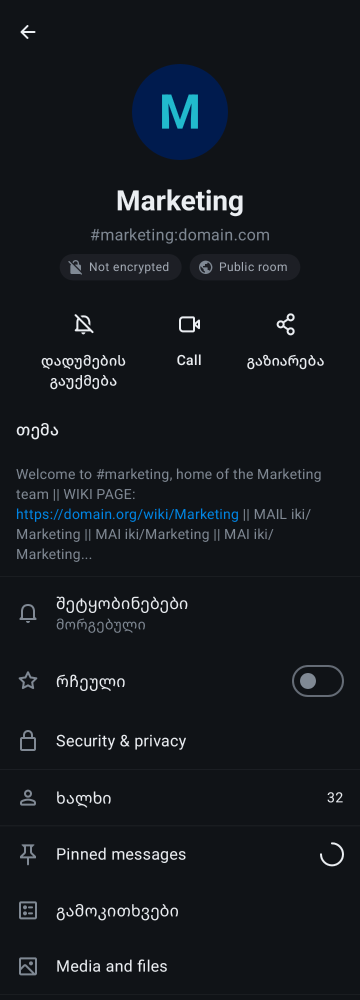 M
Marketing
#marketing:domain.com
Not encrypted
Public room
დადუმების
გაუქმება
Call
გაზიარება
თემა
Welcome to #marketing, home of the Marketing
team || WIKI PAGE:
https://domain.org/wiki/Marketing || MAIL iki/
Marketing || MAI iki/Marketing || MAI iki/
Marketing...
შეტყობინებები
მორგებული
რჩეული
Security & privacy
ხალხი
32
Pinned messages
გამოკითხვები
Media and files